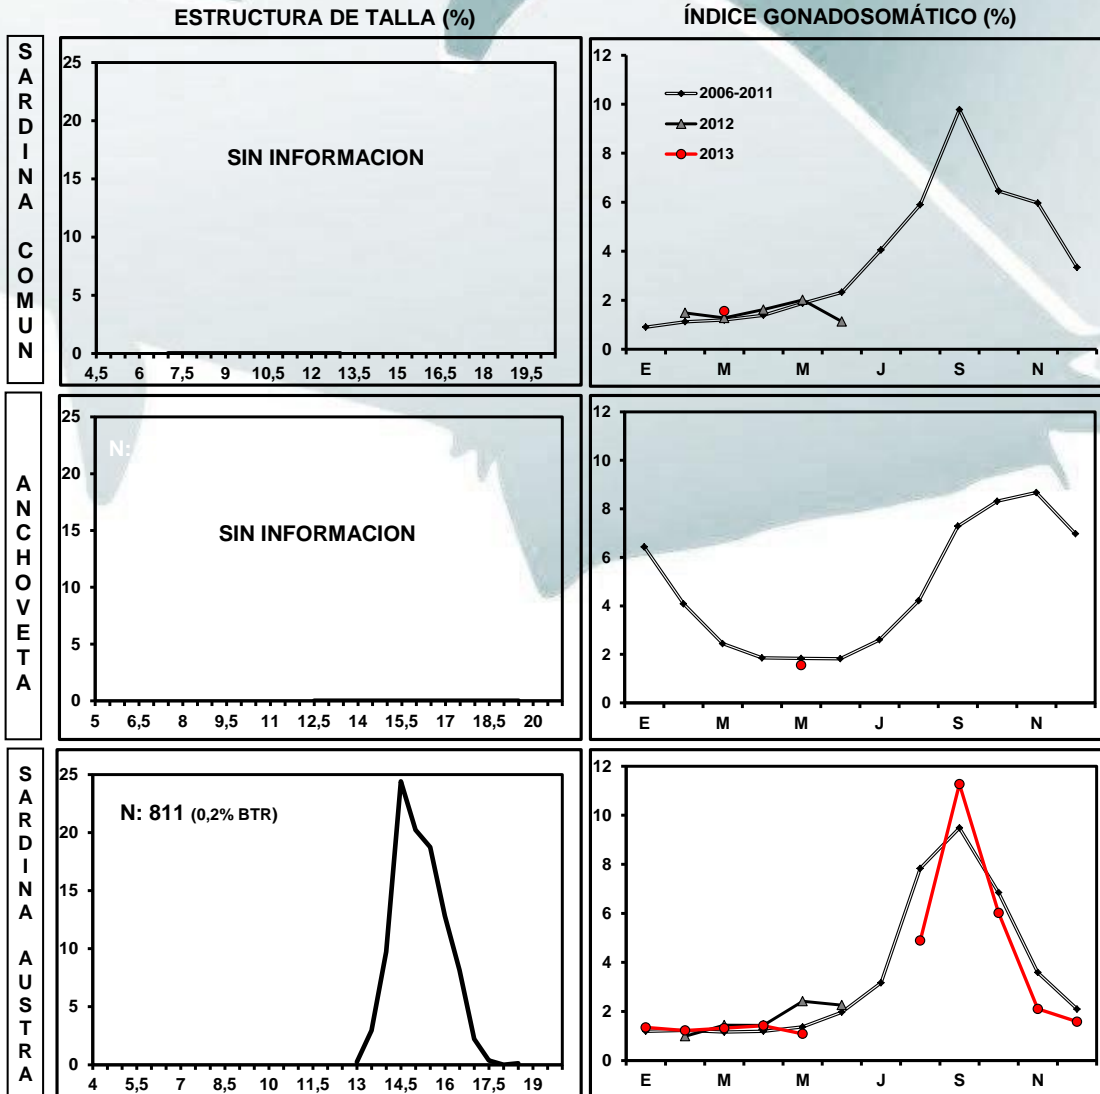 ESTRUCTURA DE TALLA (%)
ÍNDICE GONADOSOMÁTICO (%)
SARDINA COMUN
25
20
15
10
5
0
SIN INFORMACION
4,5 6 7,5 9 10,5 12 13,5 15 16,5 18 19,5
12
10
8
6
4
2
0
2006-2011
2012
2013
E M M J S N
ANCHOVETA
25
20
15
10
5
0
N:
SIN INFORMACION
5 6,5 8 9,5 11 12,5 14 15,5 17 18,5 20
12
10
8
6
4
2
0
E M M J S N
SARDINA AUSTRA
25
20
15
10
5
0
N: 811 (0,2% BTR)
4 5,5 7 8,5 10 11,5 13 14,5 16 17,5 19
12
10
8
6
4
2
0
E M M J S N